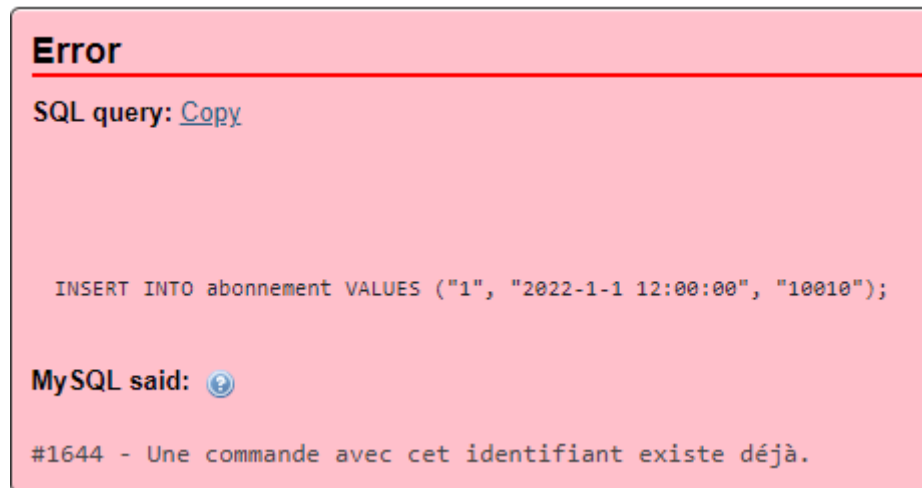 Error
SQL query: Copy
INSERT INTO abonnement VALUES ("1", "2022-1-1 12:00:00", "10010");
MySQL said:
#1644 - Une commande avec cet identifiant existe déjà.